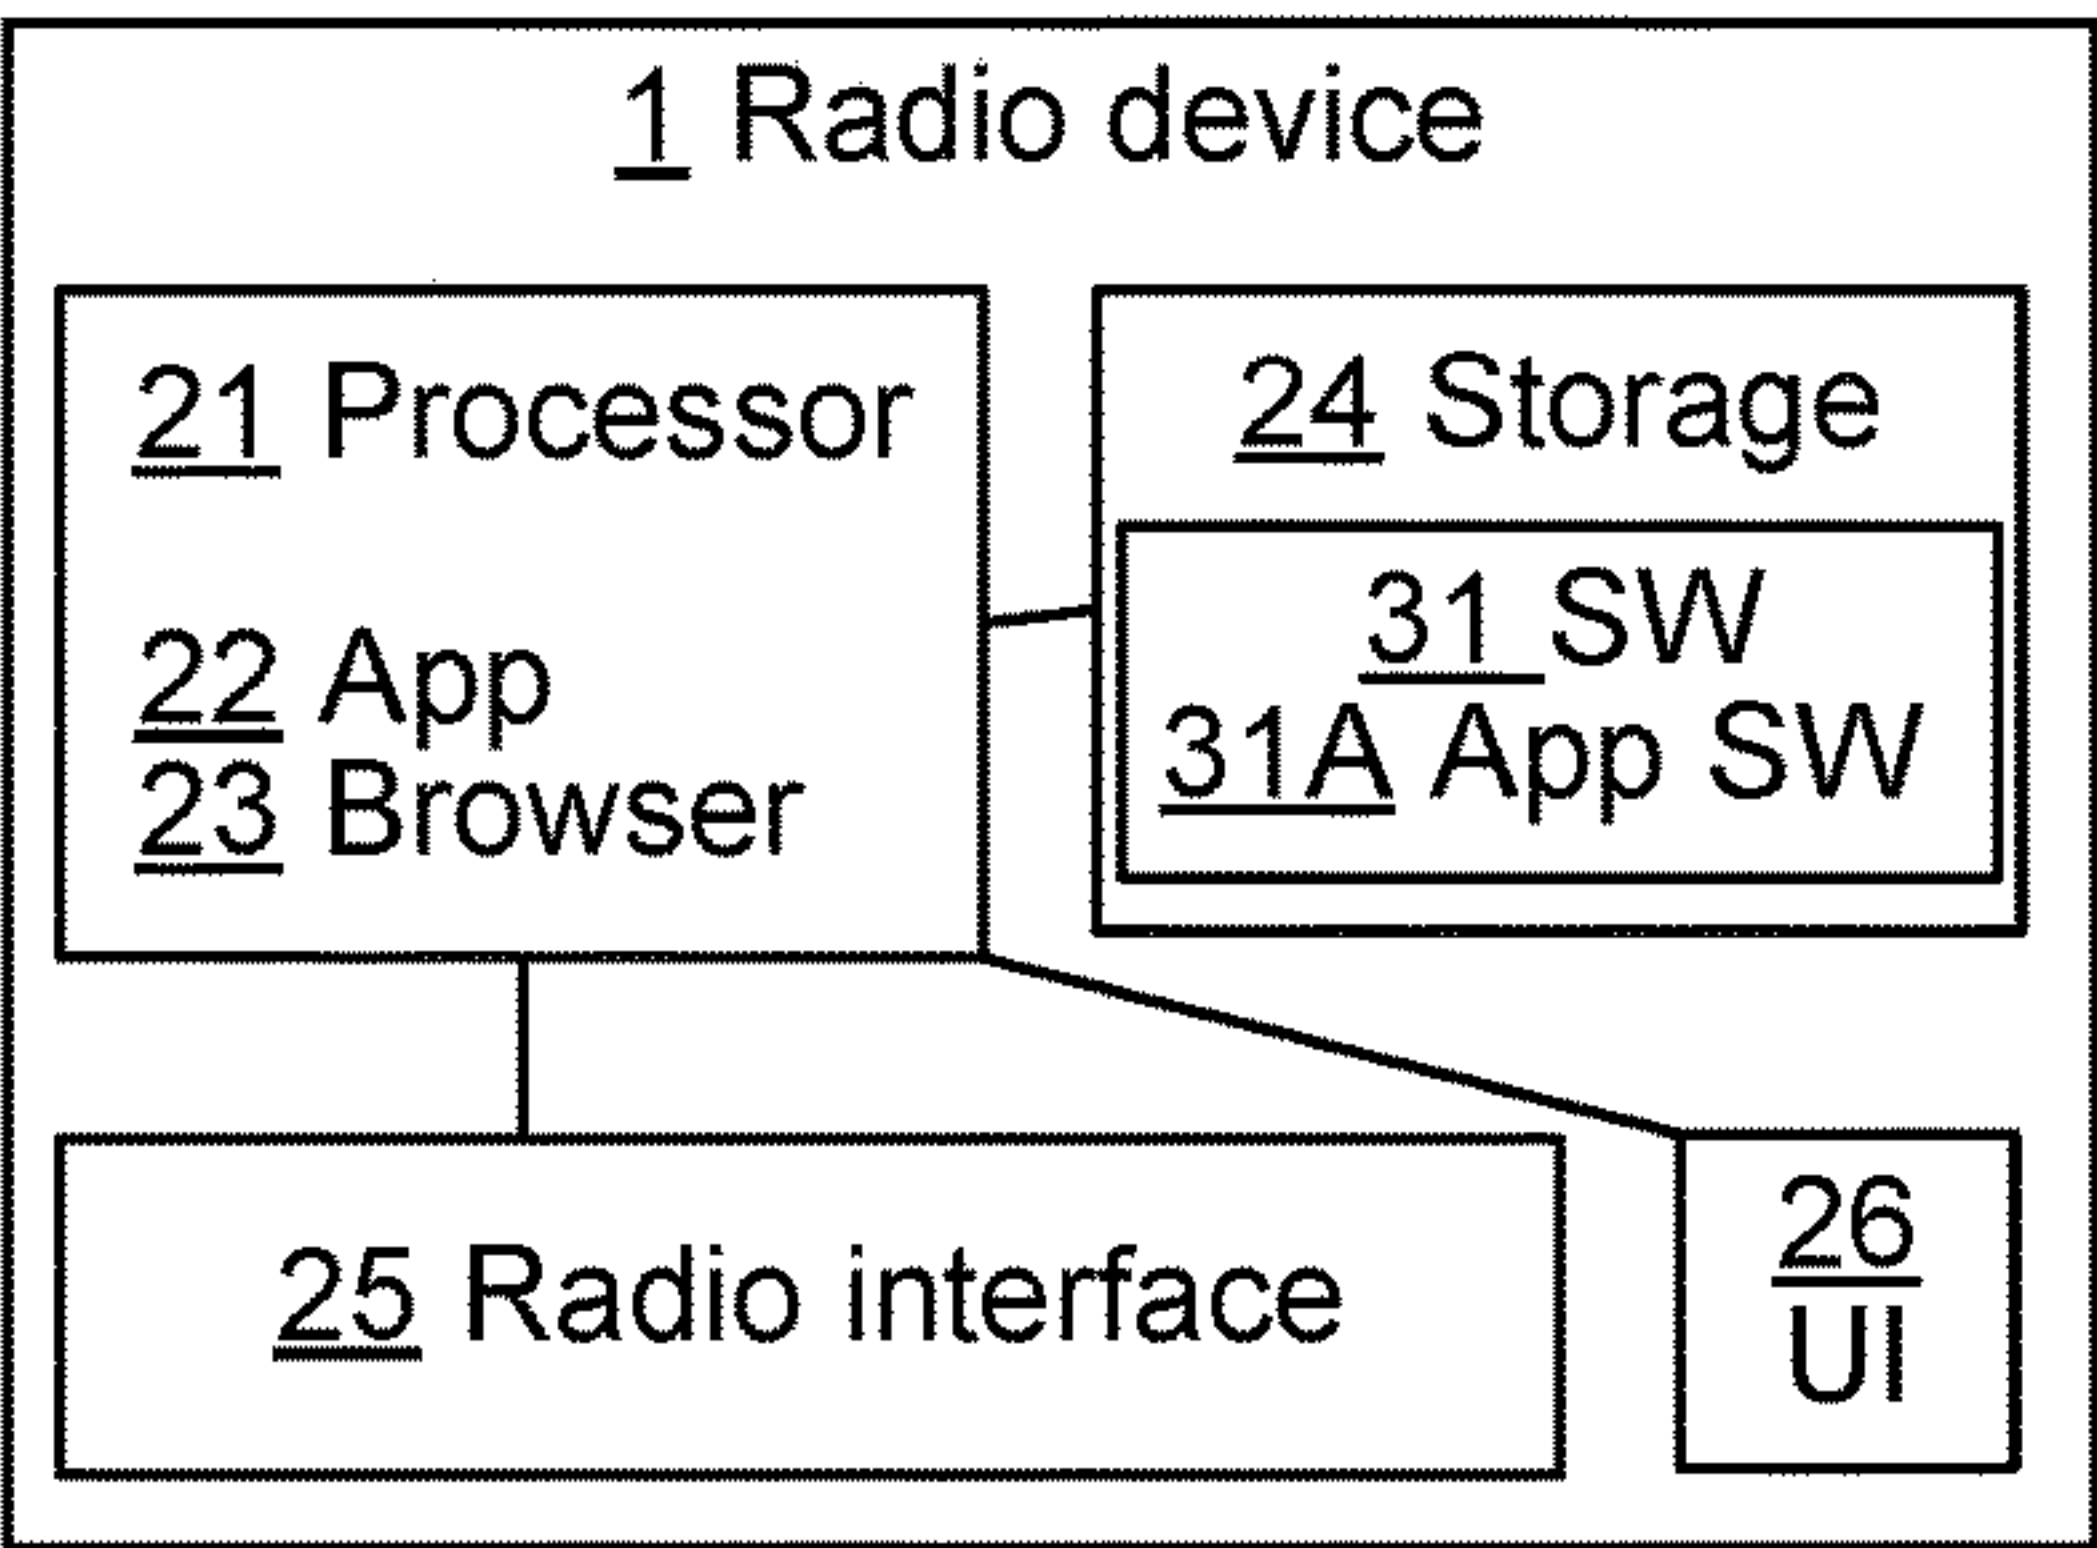 1 Radio device
21 Processor
22 App
23 Browser
24 Storage
31 SW
31A App SW
25 Radio interface
26
UI